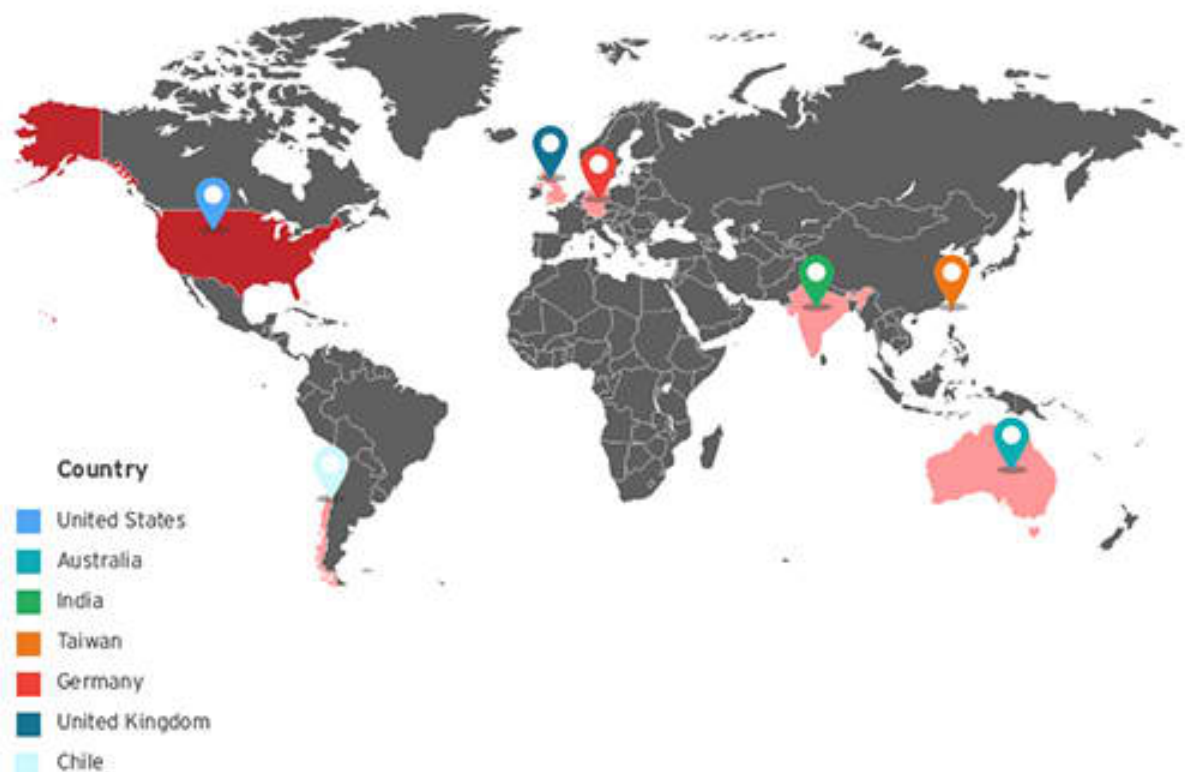 Country
United States
Australia
India
Taiwan
Germany
United Kingdom
Chile